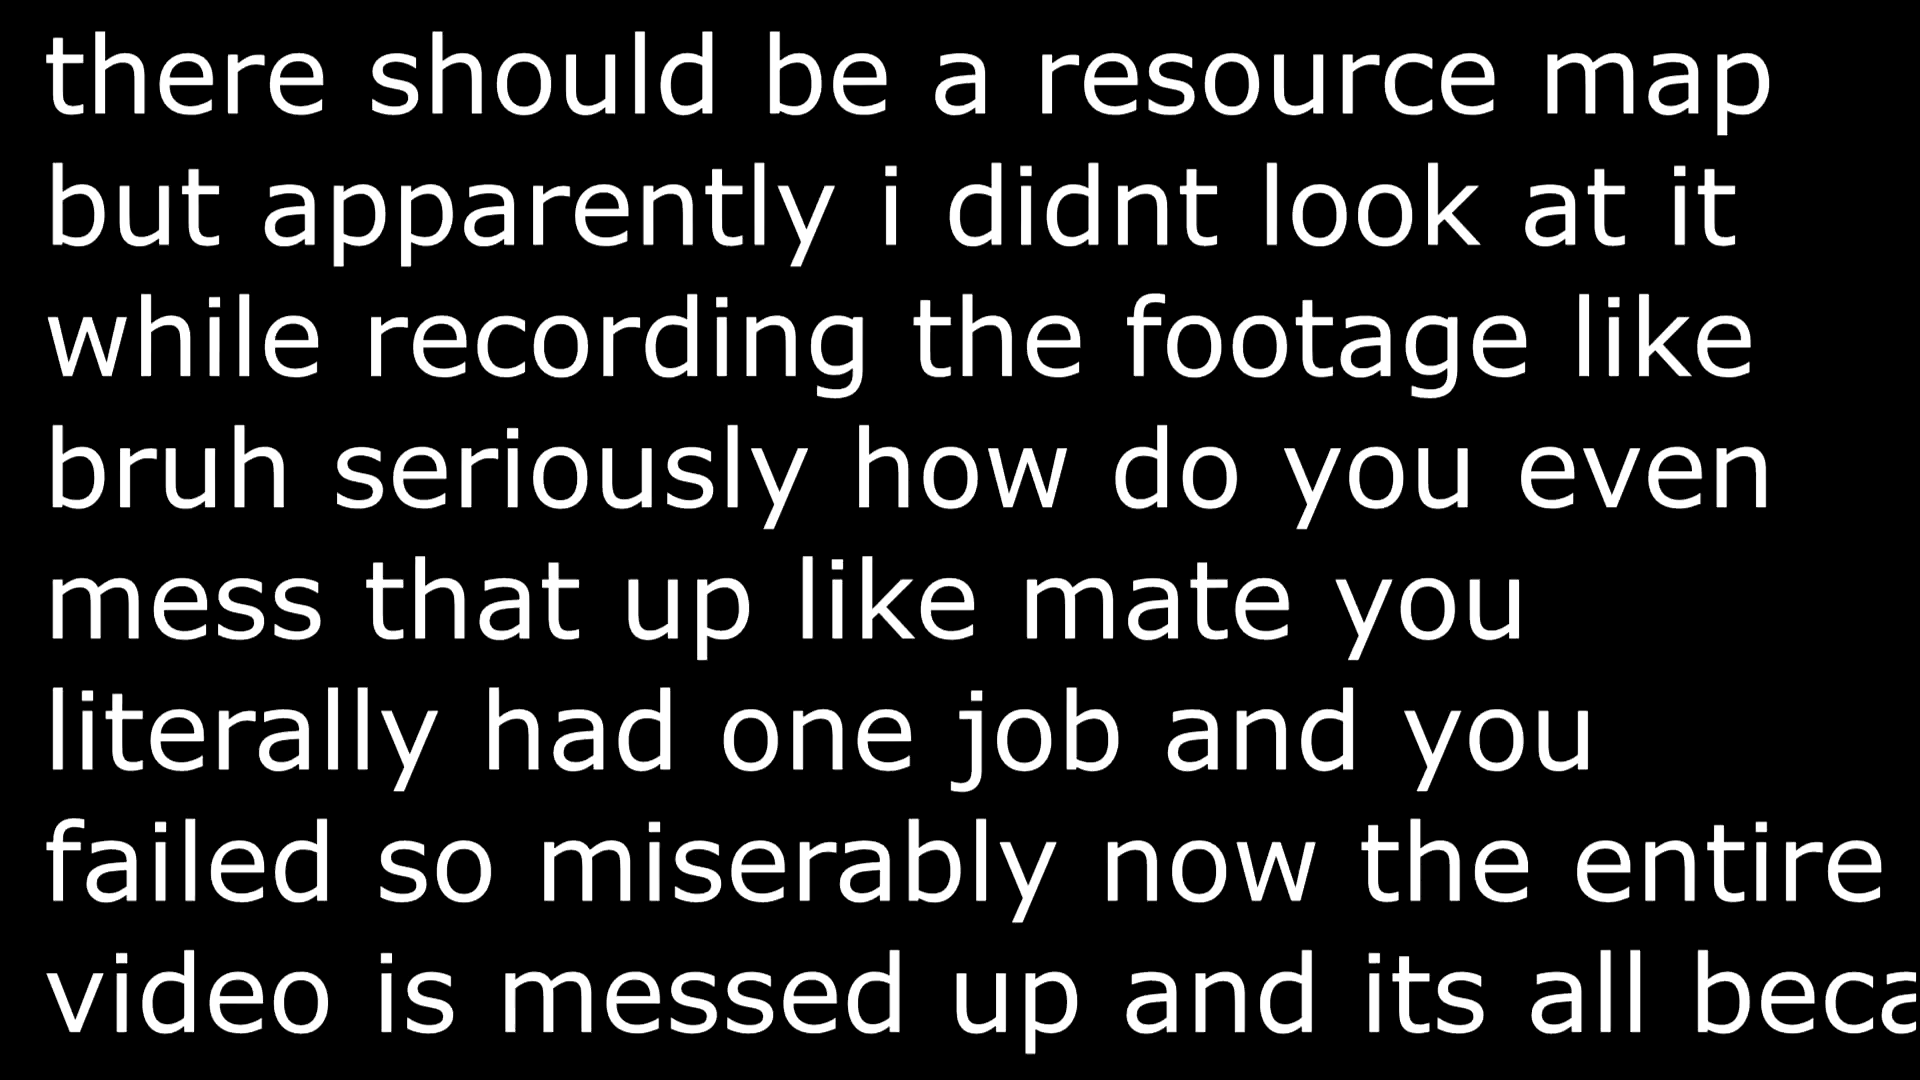 there should be a resource map
but apparently i didnt look at it
while recording the footage like
bruh seriously how do you even
mess that up like mate you
literally had one job and you
failed so miserably now the entire
video is messed up and its all beca